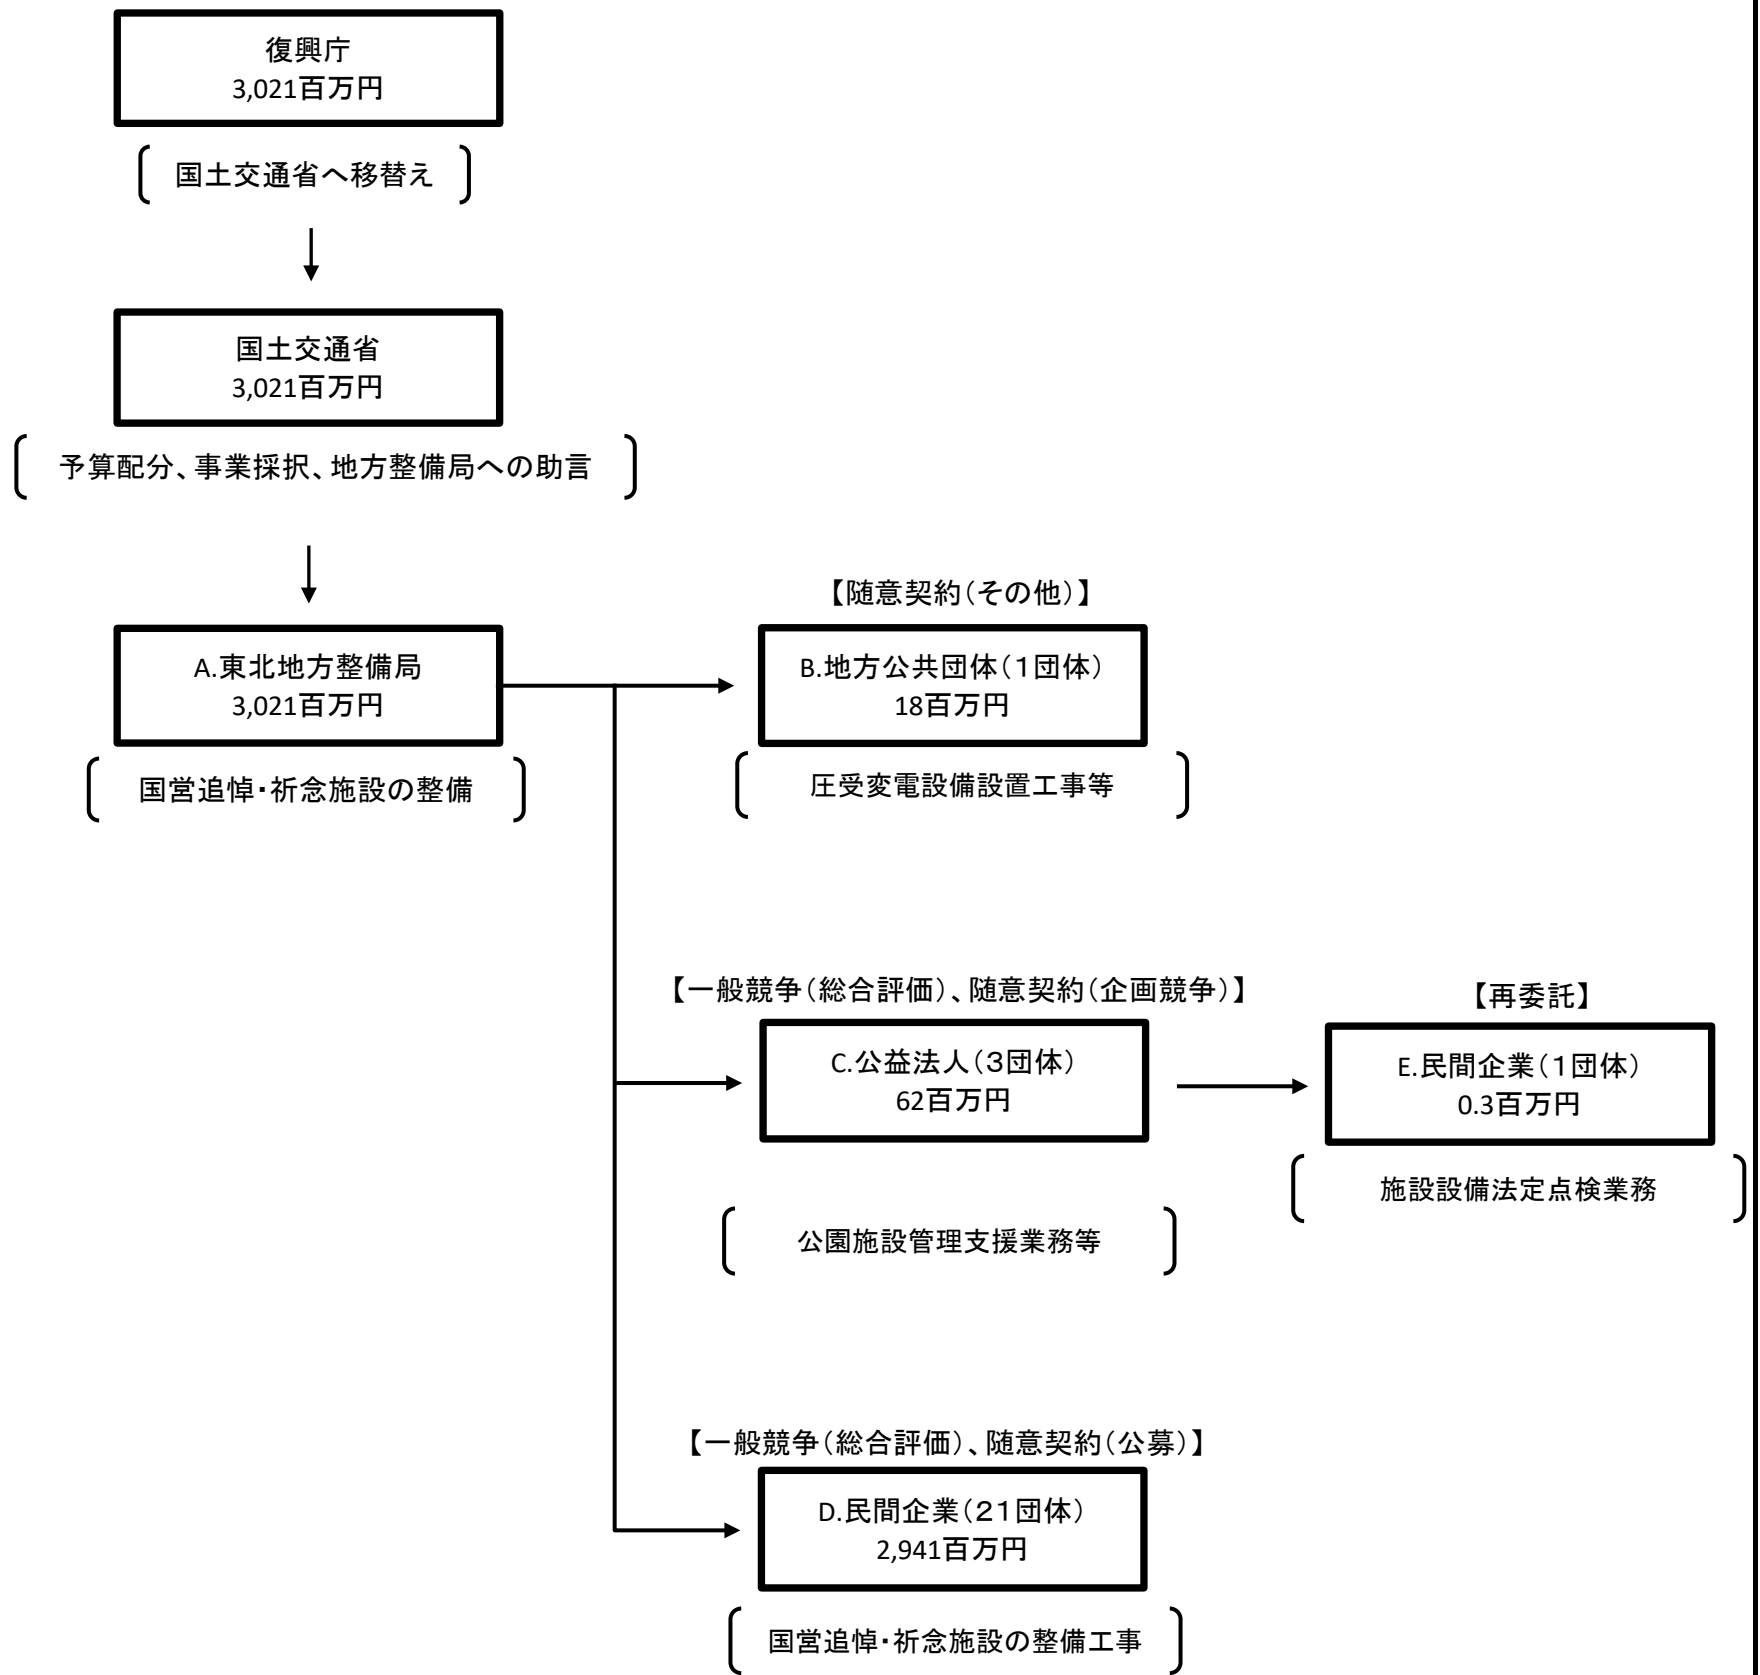 復興庁
3,021百万円
国土交通省へ移替え
国土交通省
3,021百万円
予算配分、事業採択、地方整備局への助言
A.東北地方整備局
3,021百万円
国営追悼・祈念施設の整備
【随意契約（その他）】
B.地方公共団体（１団体）
18百万円
圧受変電設備設置工事等
【一般競争（総合評価）、随意契約（企画競争）】
C.公益法人（３団体）
62百万円
公園施設管理支援業務等
【再委託】
E.民間企業（１団体）
0.3百万円
施設設備法定点検業務
【一般競争（総合評価）、随意契約（公募）】
D.民間企業（２１団体）
2,941百万円
国営追悼・祈念施設の整備工事